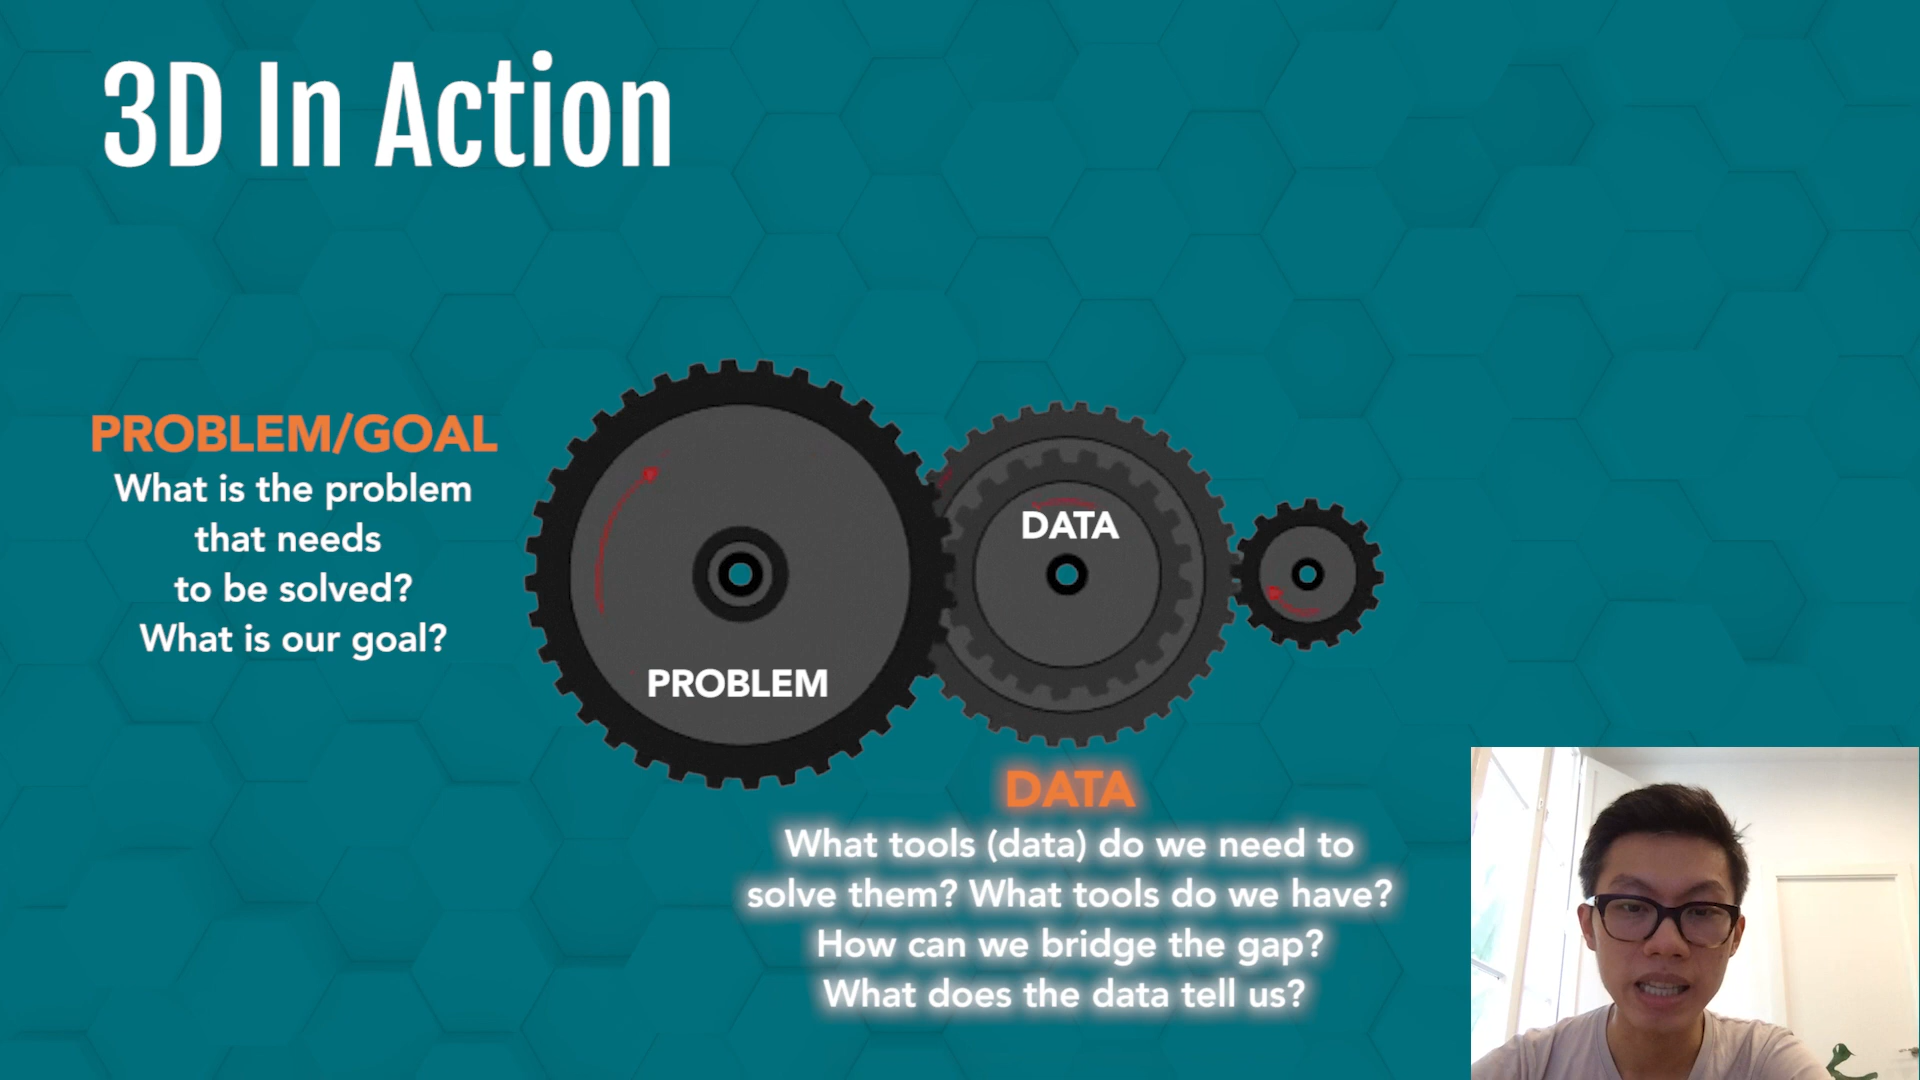 3D In Action
PROBLEM/GOAL
What is the problem
that needs
to be solved?
What is our goal?
PROBLEM
DATA
DATA
What tools (data) do we need to
solve them? What tools do we have?
How can we bridge the gap?
What does the data tell us?